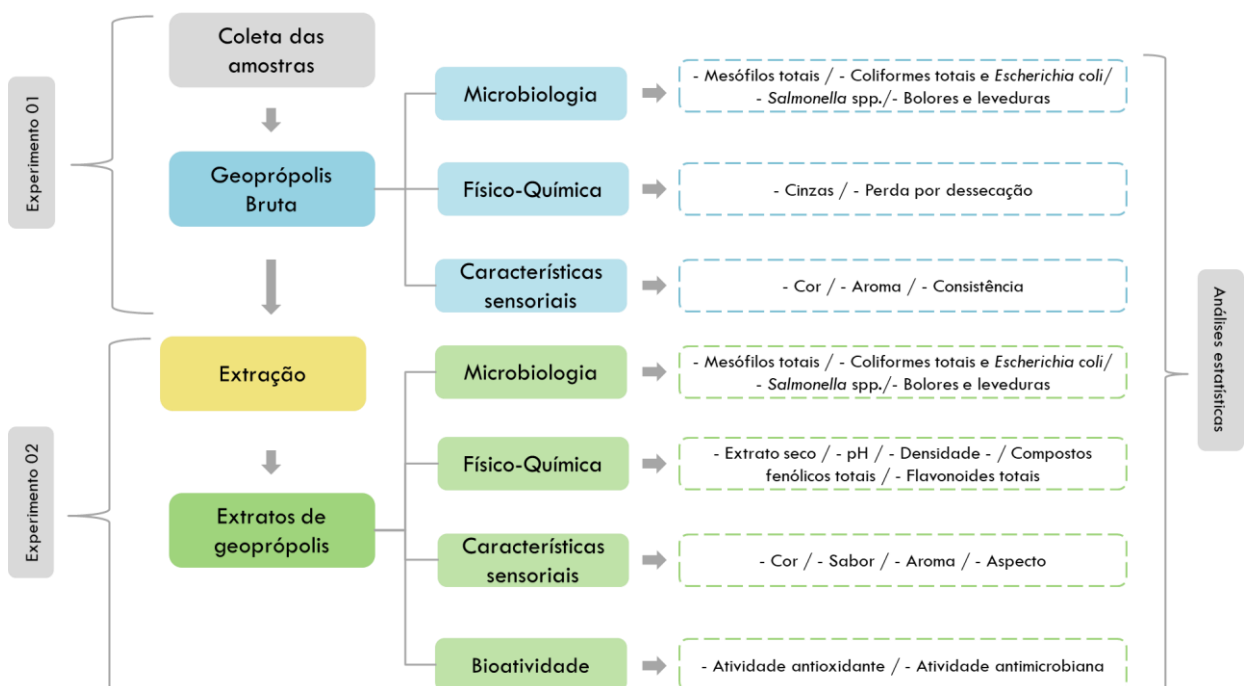 Experimento 01
Coleta das
amostras
Geoprópolis
Bruta
Microbiologia
- Mesófilos totais / - Coliformes totais e Escherichia coli/
- Salmonella spp./- Bolores e leveduras
Físico-Química
- Cinzas / - Perda por dessecação
Características
sensoriais
- Cor / - Aroma / - Consistência
Experimento 02
Extração
Extratos de
geoprópolis
Microbiologia
- Mesófilos totais / - Coliformes totais e Escherichia coli/
- Salmonella spp./- Bolores e leveduras
Físico-Química
- Extrato seco / - pH / - Densidade - / Compostos
fenólicos totais / - Flavonoides totais
Características
sensoriais
- Cor / - Sabor / - Aroma / - Aspecto
Bioatividade
- Atividade antioxidante / - Atividade antimicrobiana
Análises estatísticas